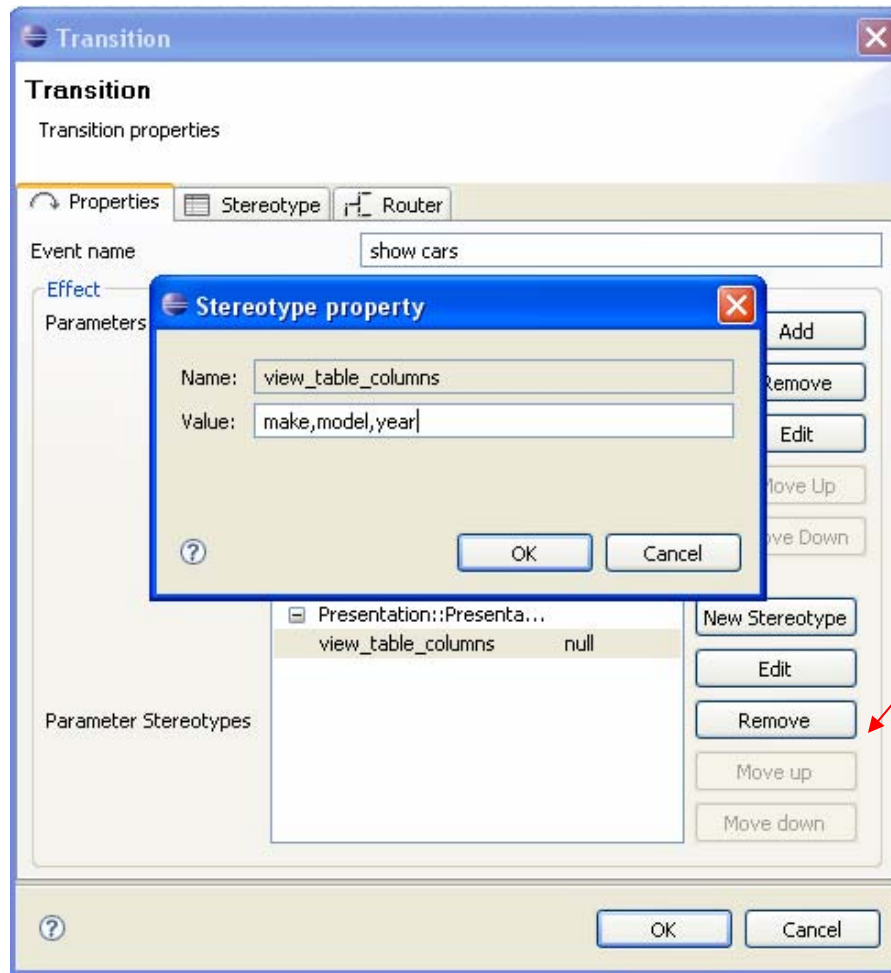 Transition
Transition
Transition properties
Properties
Stereotype
Router
Event name
show cars
Effect
Parameters
Add
Remove
Edit
Move Up
Move Down
Stereotype property
Name:
view_table_columns
Value:
make,model,year
OK
Cancel
Presentation::Presenta...
view_table_columns null
New Stereotype
Edit
Parameter Stereotypes
Remove
Move up
Move down
OK
Cancel